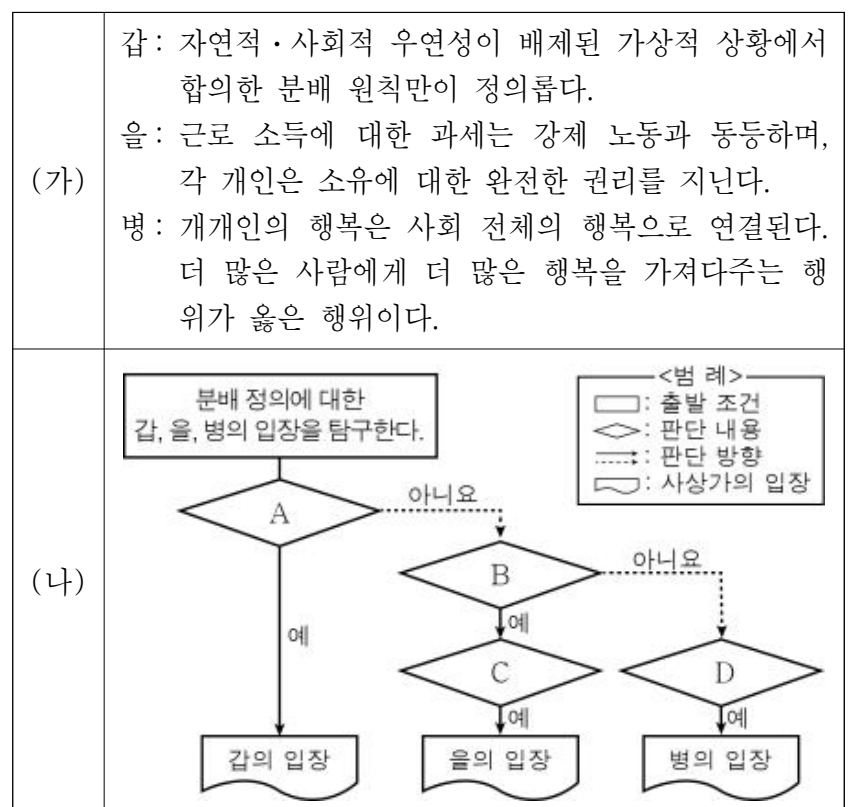 (가)
갑: 자연적·사회적 우연성이 배제된 가상적 상황에서
합의한 분배 원칙만이 정의롭다.
을: 근로 소득에 대한 과세는 강제 노동과 동등하며,
각 개인은 소유에 대한 완전한 권리를 지닌다.
병: 개개인의 행복은 사회 전체의 행복으로 연결된다.
더 많은 사람에게 더 많은 행복을 가져다주는 행
위가 옳은 행위이다.
(나)
분배 정의에 대한
갑, 을, 병의 입장을 탐구한다.
<범 례>
: 출발 조건
: 판단 내용
: 판단 방향
: 사상가의 입장
A
아니요
B
아니요
예
예
C
D
예
예
갑의 입장
을의 입장
병의 입장